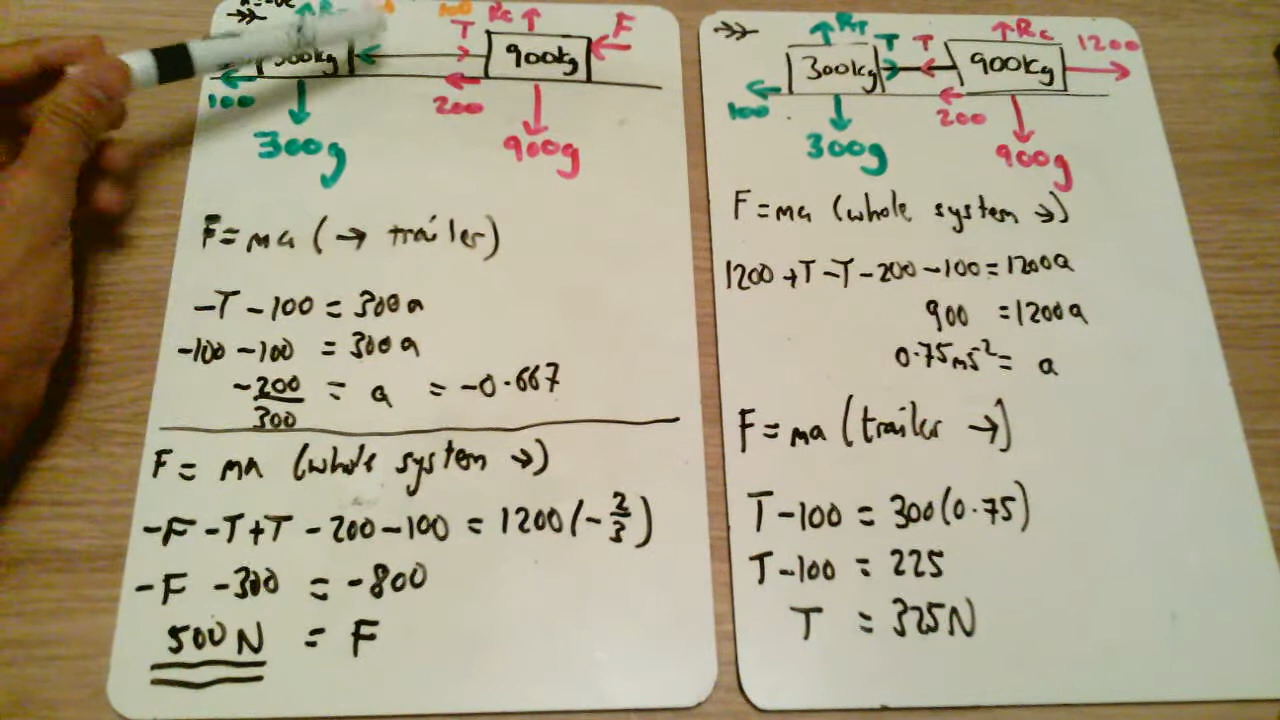 100
T
Rc
F
900kg
100
200
300g
900g
F = ma (→ trailer)
-T - 100 = 300a
-100 - 100 = 300a
-200/300 = a = -0.667
F = ma (whole system →)
-F - T + T - 200 - 100 = 1200(-2/3)
-F - 300 = -800
500N = F
RT
T
T
Rc
1200
300kg
900kg
100
200
300g
900g
F = ma (whole system →)
1200 + T - T - 200 - 100 = 1200a
900 = 1200a
0.75ms² = a
F = ma (trailer →)
T - 100 = 300(0.75)
T - 100 = 225
T = 325N